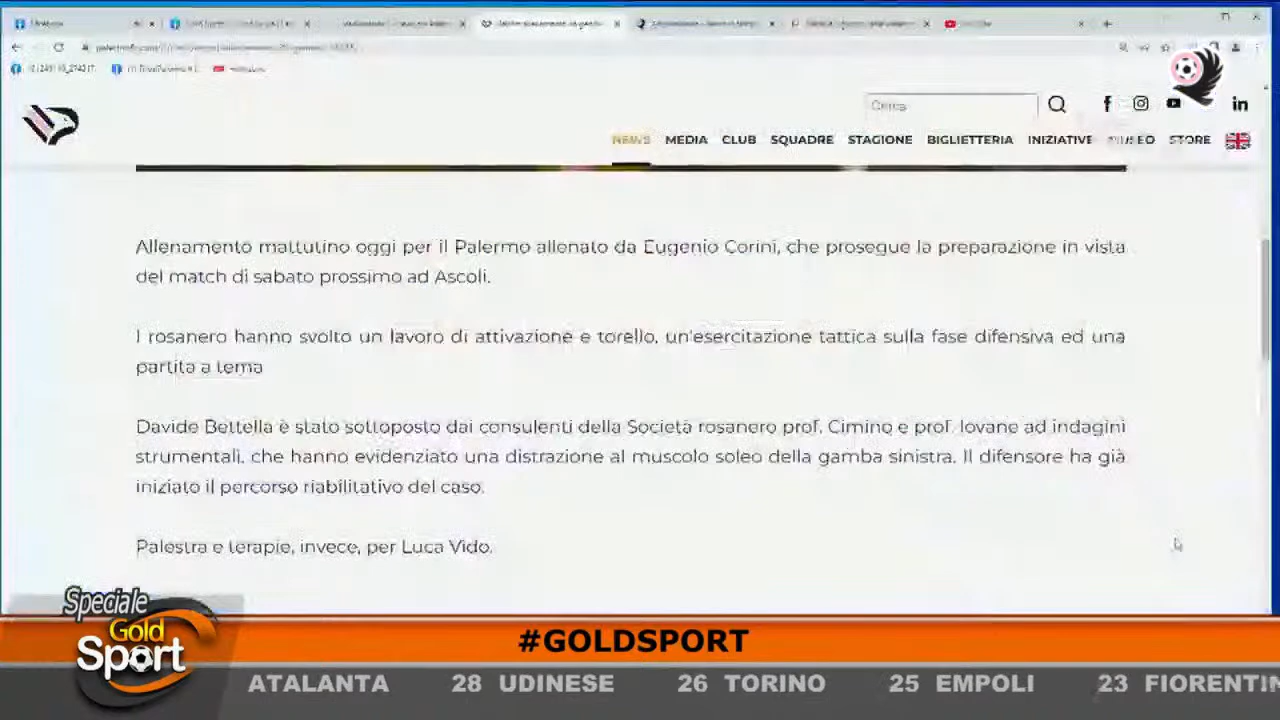 Cerca
NEWS MEDIA CLUB SQUADRE STAGIONE BIGLIETTERIA INIZIATIVE MUSEO STORE
Allenamento mattutino oggi per il Palermo allenato da Eugenio Corini, che prosegue la preparazione in vista
del match di sabato prossimo ad Ascoli.
I rosanero hanno svolto un lavoro di attivazione e torello, un'esercitazione tattica sulla fase difensiva ed una
partita a tema
Davide Bettella è stato sottoposto dai consulenti della Società rosanero prof. Cimino e prof. Iovane ad indagini
strumentali, che hanno evidenziato una distrazione al muscolo soleo della gamba sinistra. Il difensore ha già
iniziato il percorso riabilitativo del caso.
Palestra e terapie, invece, per Luca Vido.
Speciale
Gold
Sport
#GOLDSPORT
ATALANTA 28 UDINESE 26 TORINO 25 EMPOLI 23 FIORENTIN